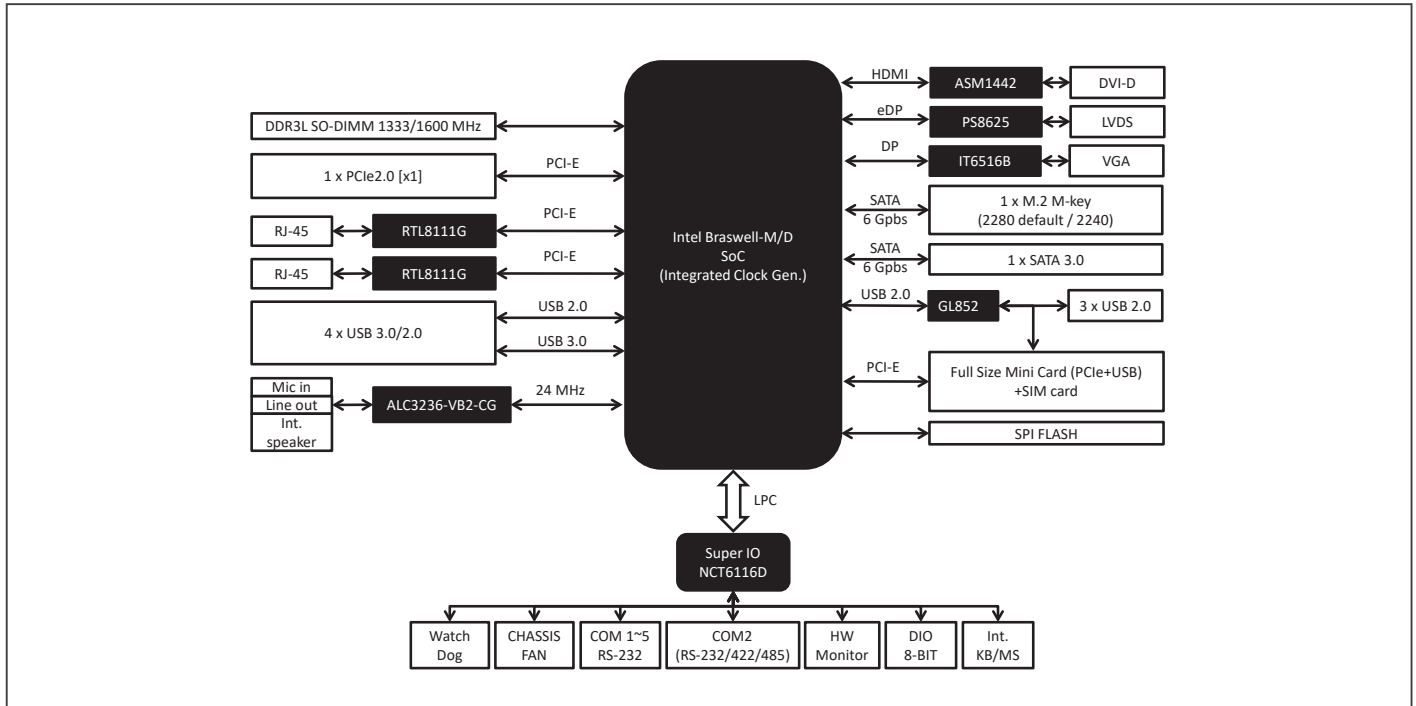 DDR3L SO-DIMM 1333/1600 MHz
1 x PCIe2.0 [x1]
PCI-E
RJ-45
RTL8111G
PCI-E
RJ-45
RTL8111G
PCI-E
4 x USB 3.0/2.0
USB 2.0
USB 3.0
Mic in
Line out
Int.
speaker
ALC3236-VB2-CG
24 MHz
Intel Braswell-M/D
SoC
(Integrated Clock Gen.)
HDMI
ASM1442
DVI-D
eDP
PS8625
LVDS
DP
IT6516B
VGA
SATA
6 Gpbs
1 x M.2 M-key
(2280 default / 2240)
SATA
6 Gpbs
1 x SATA 3.0
USB 2.0
GL852
3 x USB 2.0
PCI-E
Full Size Mini Card (PCIe+USB)
+SIM card
SPI FLASH
LPC
Super IO
NCT6116D
Watch
Dog
CHASSIS
FAN
COM 1~5
RS-232
COM2
(RS-232/422/485)
HW
Monitor
DIO
8-BIT
Int.
KB/MS